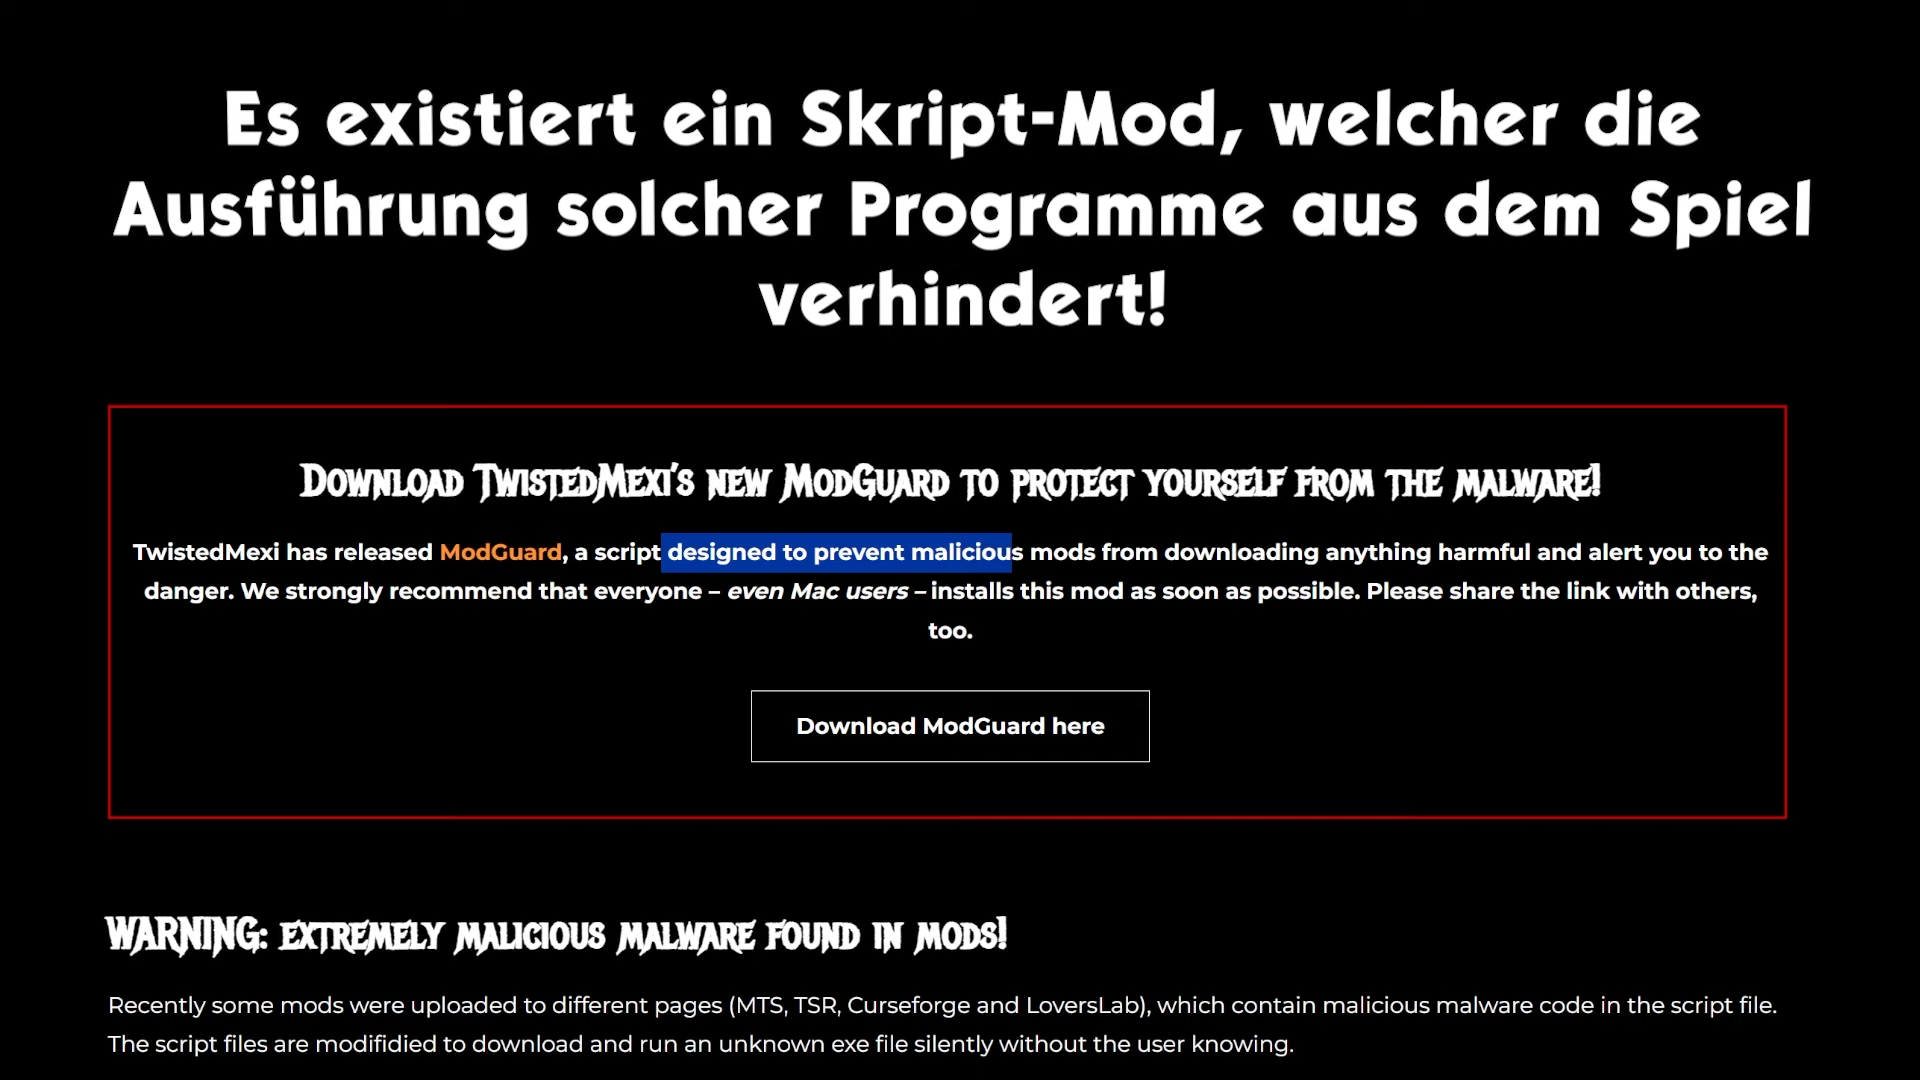 Es existiert ein Skript-Mod, welcher die
Ausführung solcher Programme aus dem Spiel
verhindert!
Download TwistedMexi's new ModGuard to protect yourself from the malware!
TwistedMexi has released ModGuard, a script designed to prevent malicious mods from downloading anything harmful and alert you to the
danger. We strongly recommend that everyone – even Mac users – installs this mod as soon as possible. Please share the link with others,
too.
Download ModGuard here
WARNING: extremely malicious malware found in mods!
Recently some mods were uploaded to different pages (MTS, TSR, Curseforge and LoversLab), which contain malicious malware code in the script file.
The script files are modifidied to download and run an unknown exe file silently without the user knowing.